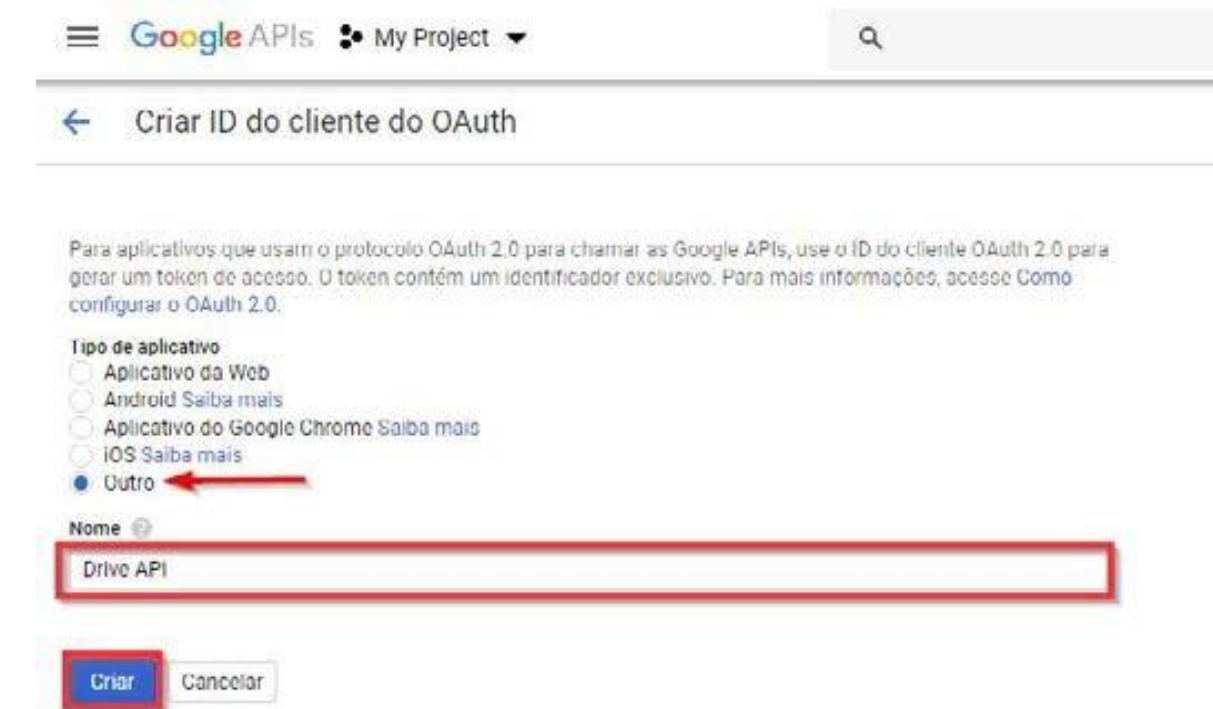 Google APIs My Project
Criar ID do cliente do OAuth
Para aplicativos que usam o protocolo OAuth 2.0 para chamar as Google APIs, use o ID do cliente OAuth 2.0 para
gerar um token de acesso. O token contém um identificador exclusivo. Para mais informações, acesse Como
configurar o OAuth 2.0.
Tipo de aplicativo
Aplicativo da Web
Android Saiba mais
Aplicativo do Google Chrome Saiba mais
iOS Saiba mais
Outro
Nome
Drive API
Criar Cancelar